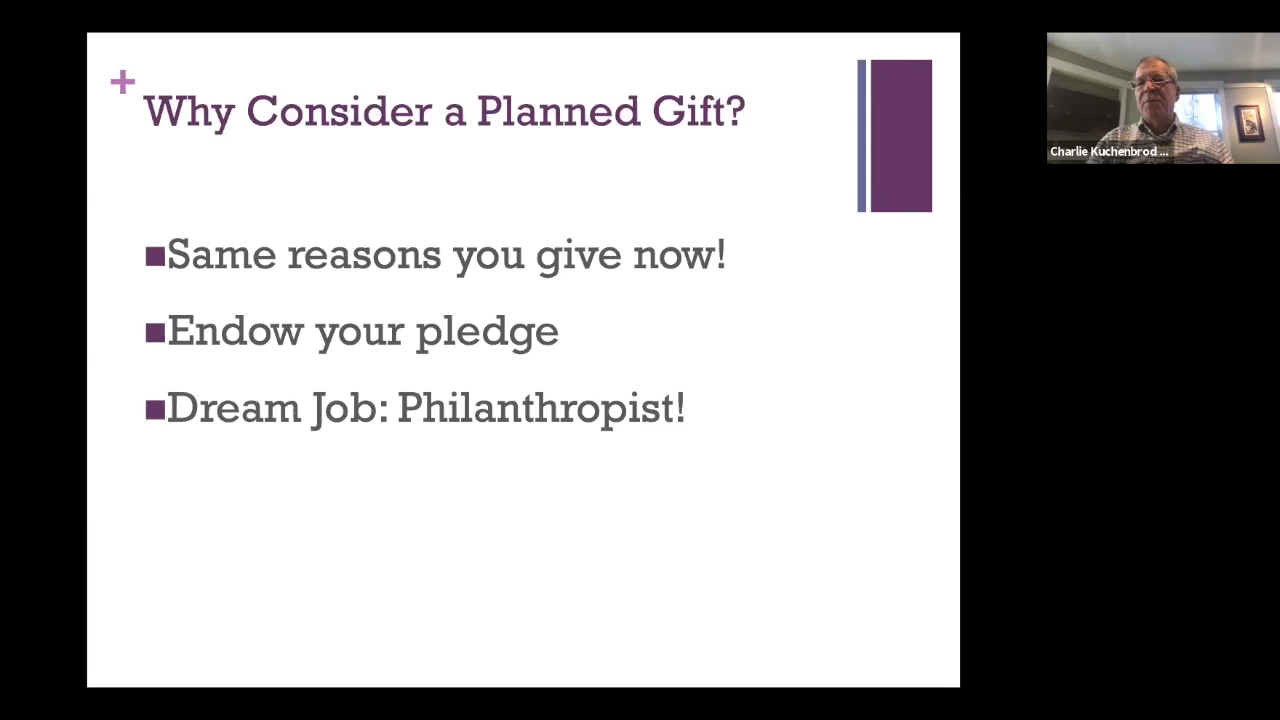 +
Why Consider a Planned Gift?
■Same reasons you give now!
■Endow your pledge
■Dream Job: Philanthropist!
Charlie Kuchenbrod ...